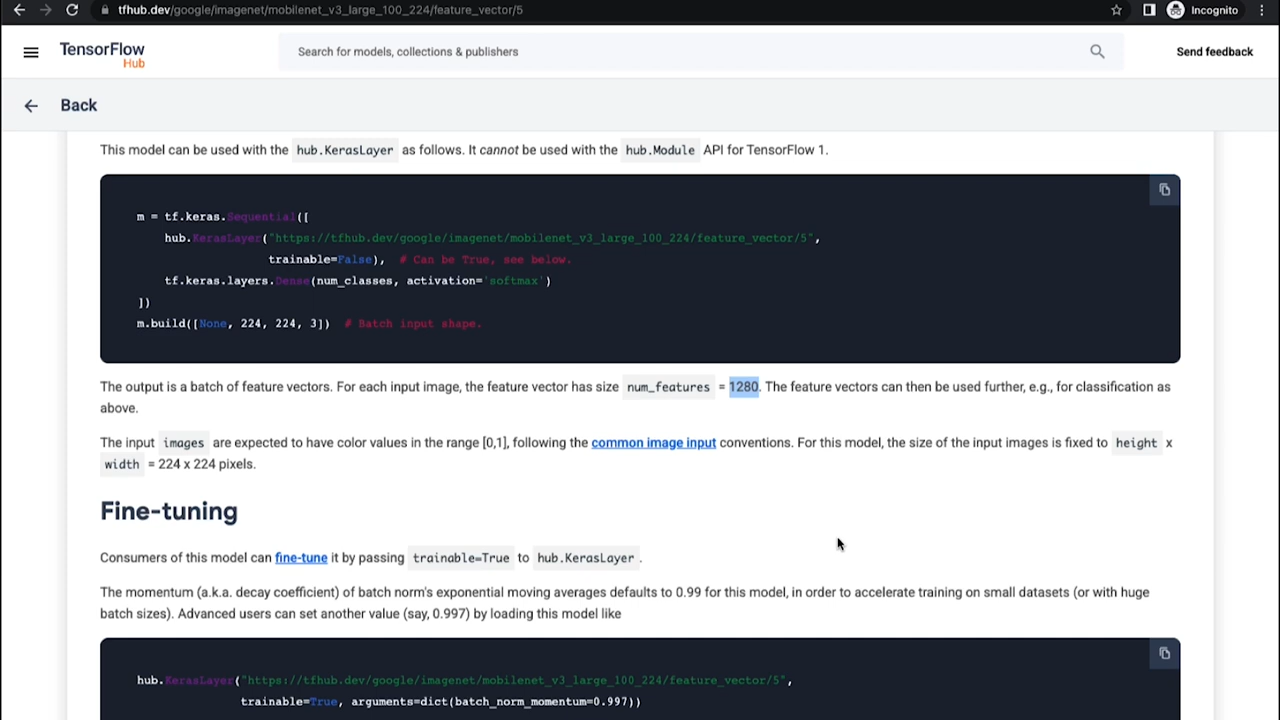 tfhub.dev/google/imagenet/mobilenet_v3_large_100_224/feature_vector/5
Incognito
TensorFlow
Hub
Search for models, collections & publishers
Send feedback
Back
This model can be used with the hub.KerasLayer as follows. It cannot be used with the hub.Module API for TensorFlow 1.
m = tf.keras.Sequential([
hub.KerasLayer("https://tfhub.dev/google/imagenet/mobilenet_v3_large_100_224/feature_vector/5",
trainable=False),  # Can be True, see below.
tf.keras.layers.Dense(num_classes, activation='softmax')
])
m.build([None, 224, 224, 3])  # Batch input shape.
The output is a batch of feature vectors. For each input image, the feature vector has size num_features = 1280. The feature vectors can then be used further, e.g., for classification as
above.
The input images are expected to have color values in the range [0,1], following the common image input conventions. For this model, the size of the input images is fixed to height x
width = 224 x 224 pixels.
Fine-tuning
Consumers of this model can fine-tune it by passing trainable=True to hub.KerasLayer.
The momentum (a.k.a. decay coefficient) of batch norm's exponential moving averages defaults to 0.99 for this model, in order to accelerate training on small datasets (or with huge
batch sizes). Advanced users can set another value (say, 0.997) by loading this model like
hub.KerasLayer("https://tfhub.dev/google/imagenet/mobilenet_v3_large_100_224/feature_vector/5",
trainable=True, arguments=dict(batch_norm_momentum=0.997))